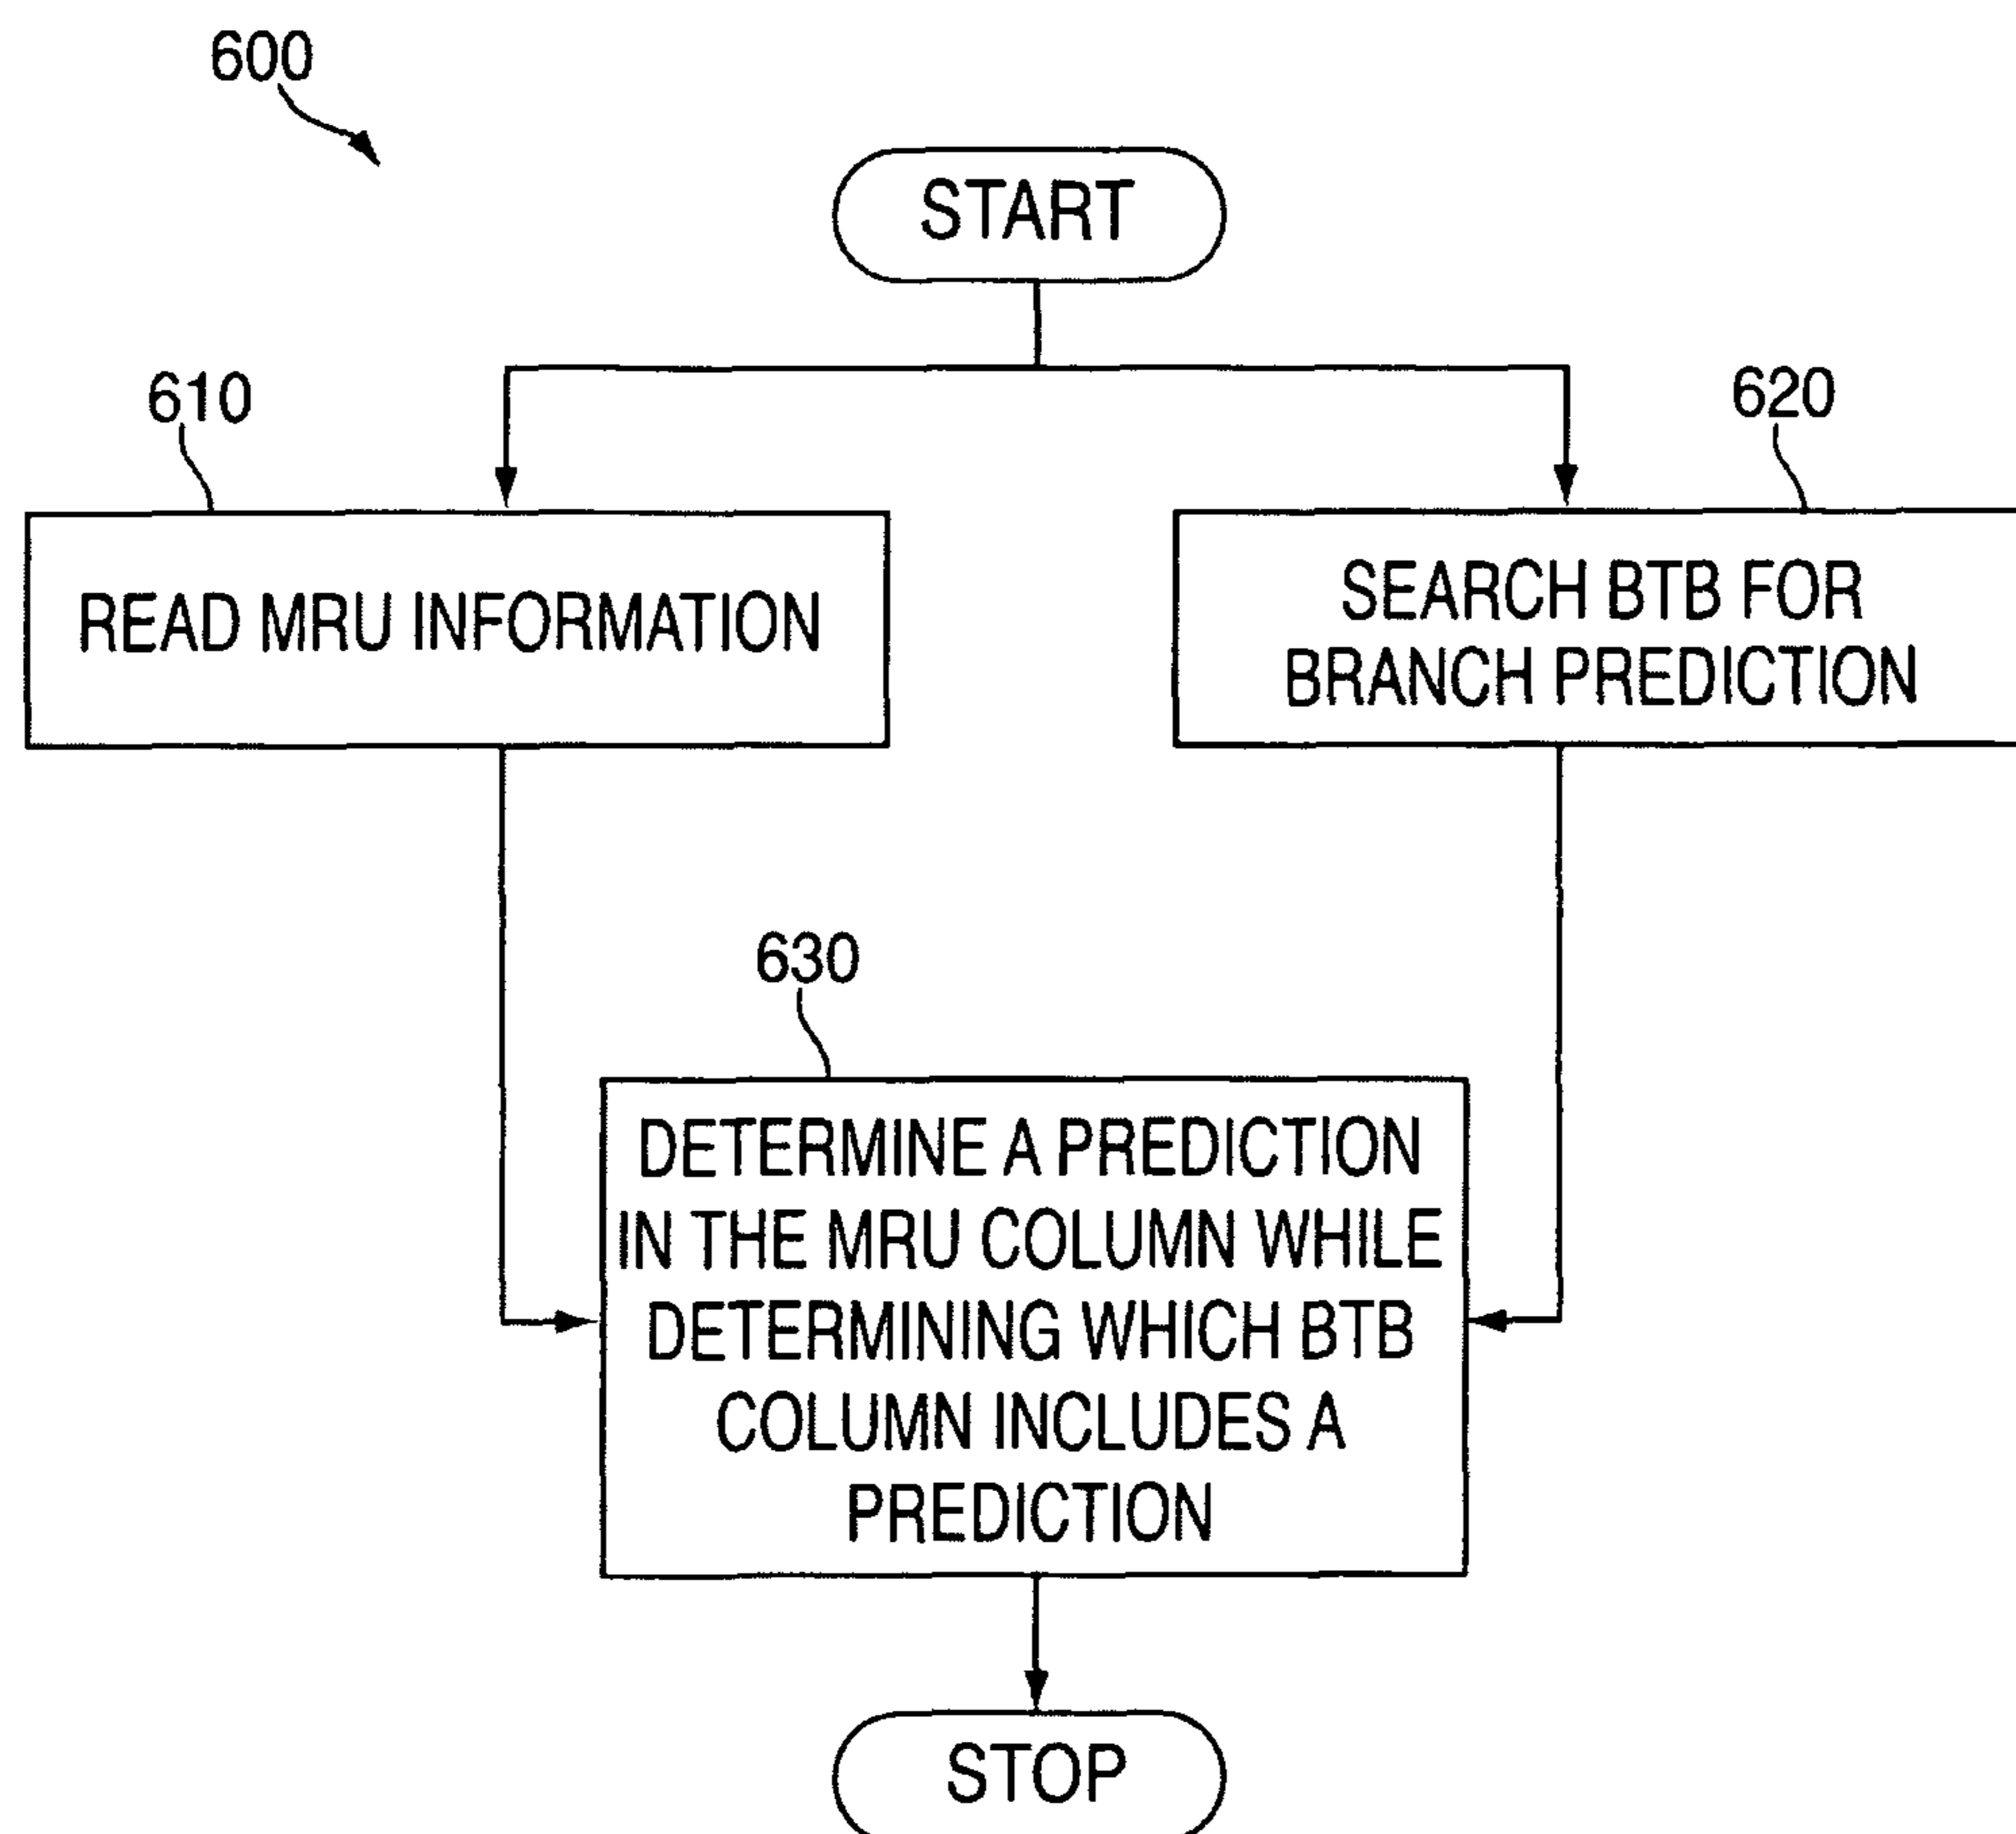 600
START
610
620
READ MRU INFORMATION
SEARCH BTB FOR
BRANCH PREDICTION
630
DETERMINE A PREDICTION
IN THE MRU COLUMN WHILE
DETERMINING WHICH BTB
COLUMN INCLUDES A
PREDICTION
STOP